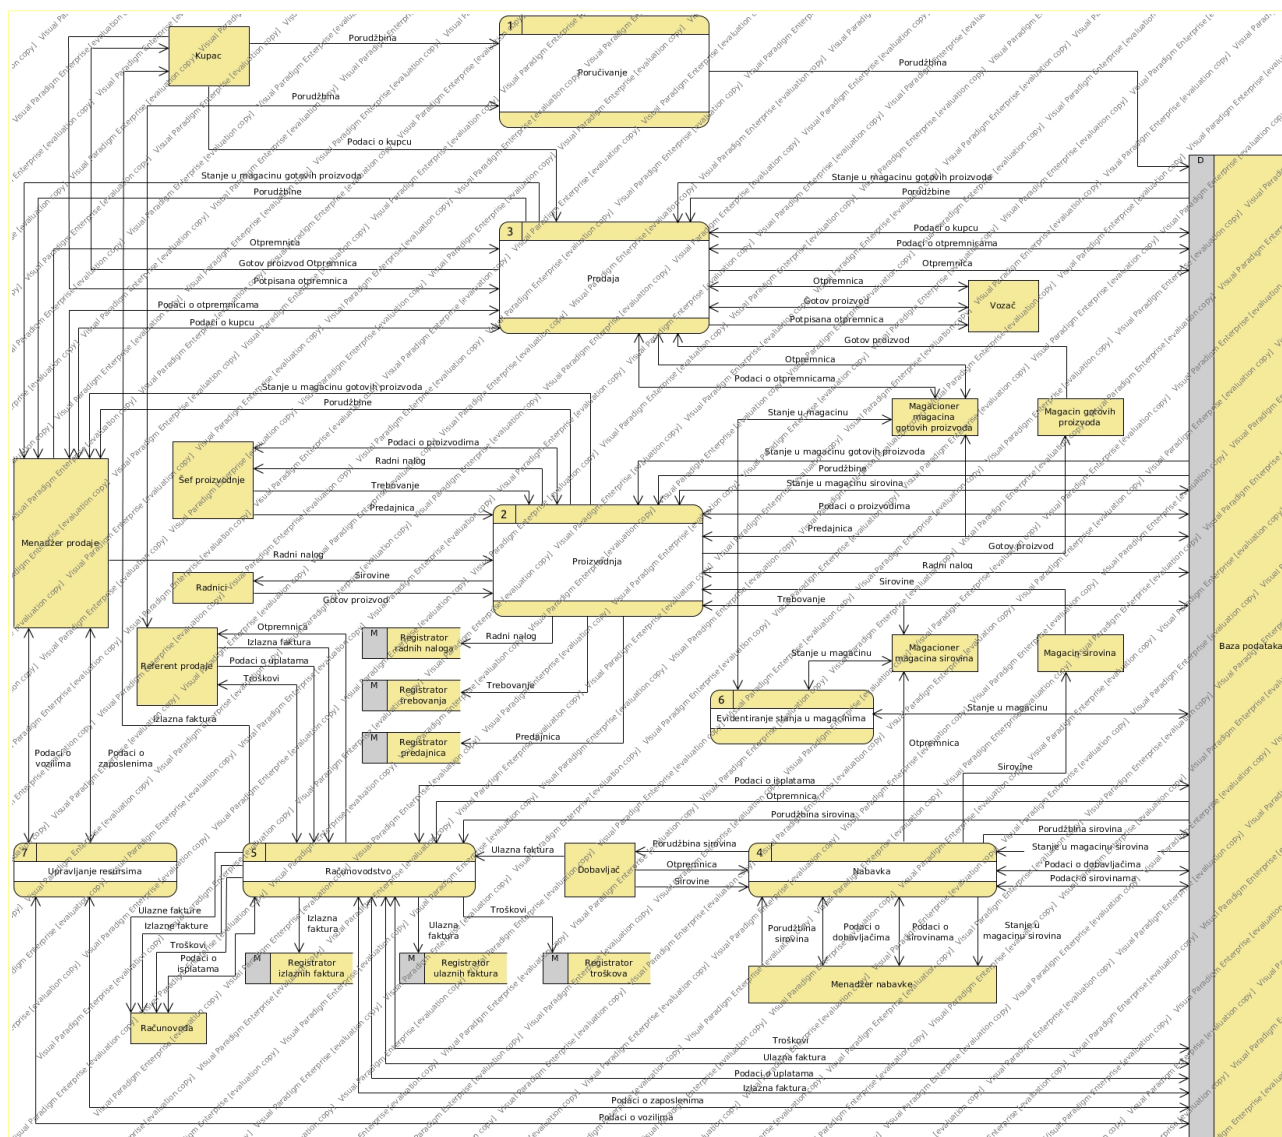 1
Kupac
Porudžbina
Poručivanje
Porudžbina
Porudžbina
Podaci o kupcu
D
Stanje u magacinu gotovih proizvoda
Stanje u magacinu gotovih proizvoda
Porudžbine
Porudžbine
3
Podaci o kupcu
Otpremnica
Podaci o otpremnicama
Gotov proizvod Otpremnica
Otpremnica
Potpisana otpremnica
Prodaja
Otpremnica
Podaci o otpremnicama
Gotov proizvod
Vozač
Podaci o kupcu
Potpisana otpremnica
Gotov proizvod
Otpremnica
Podaci o otpremnicama
Stanje u magacinu gotovih proizvoda
Porudžbine
Stanje u magacinu
Magacioner
magacina
gotovih proizvoda
Magacin gotovih
proizvoda
Podaci o proizvodima
Radni nalog
Šef proizvodnje
Trebovanje
Predajnica
Stanje u magacinu gotovih proizvoda
Porudžbine
Stanje u magacinu sirovina
2
Podaci o proizvodima
Predajnica
Menadžer prodaje
Radni nalog
Proizvodnja
Gotov proizvod
Radni nalog
Sirovine
Sirovine
Radnici
Gotov proizvod
Trebovanje
Otpremnica
Izlazna faktura
Podaci o uplatama
Troškovi
Referent prodaje
M
Registrator
radnih naloga
Radni nalog
M
Registrator
trebovanja
Trebovanje
M
Registrator
predajnica
Predajnica
Stanje u magacinu
Magacioner
magacina sirovina
Magacin sirovina
Baza podataka
6
Evidentiranje stanja u magacinima
Stanje u magacinu
Izlazna faktura
Podaci o
vozilima
Podaci o
zaposlenima
Otpremnica
Sirovine
Podaci o isplatama
Otpremnica
Porudžbina sirovina
Porudžbina sirovina
7
Upravljanje resursima
5
Računovodstvo
Ulazna faktura
Dobavljač
Porudžbina sirovina
Otpremnica
Sirovine
4
Nabavka
Stanje u magacinu sirovina
Podaci o dobavljačima
Podaci o sirovinama
Ulazne fakture
Izlazne fakture
Troškovi
Podaci o
isplatama
Izlazna
faktura
Ulazna
faktura
Troškovi
Porudžbina
sirovina
Podaci o
dobavljačima
Podaci o
sirovinama
Stanje u
magacinu sirovina
M
Registrator
izlaznih faktura
M
Registrator
ulaznih faktura
M
Registrator
troškova
Menadžer nabavke
Računovođa
Troškovi
Ulazna faktura
Podaci o uplatama
Izlazna faktura
Podaci o zaposlenima
Podaci o vozilima
Visual Paradigm Enterprise [evaluation copy]